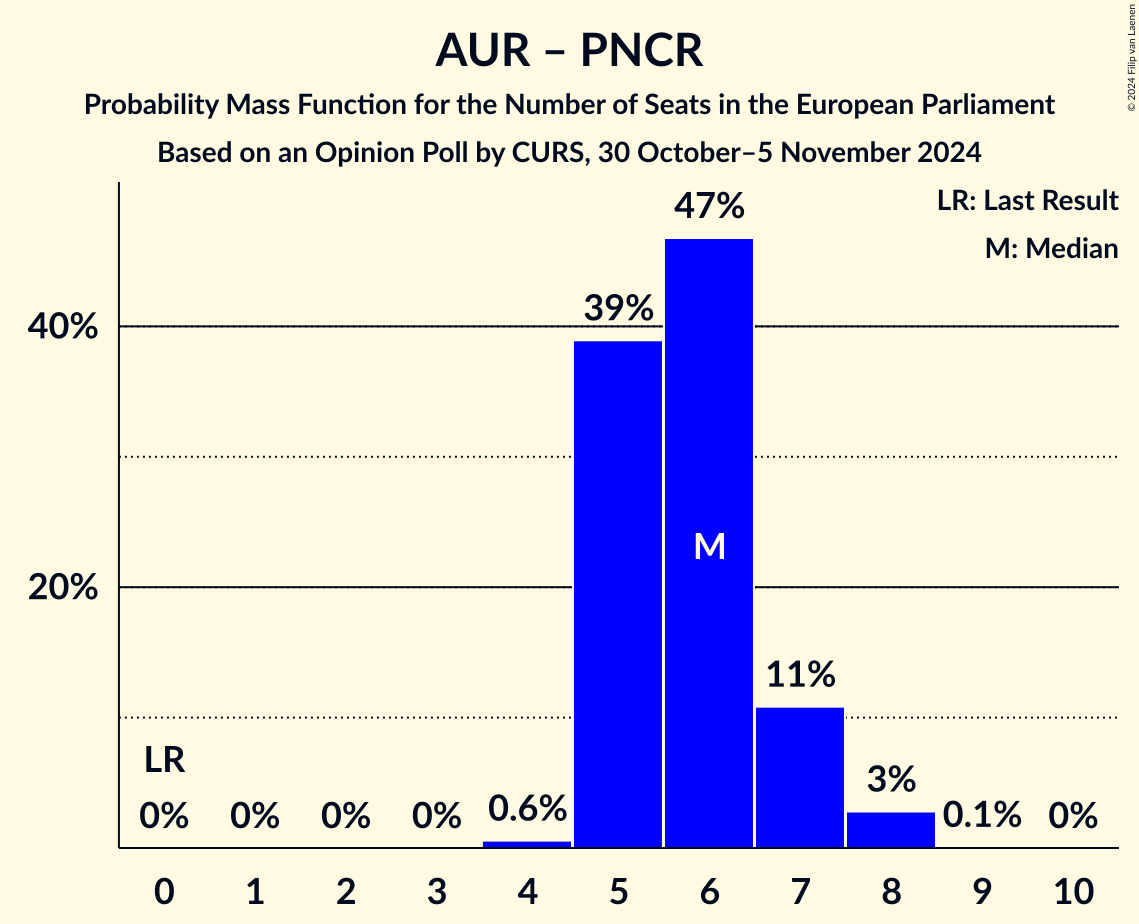 AUR – PNCR
Probability Mass Function for the Number of Seats in the European Parliament
Based on an Opinion Poll by CURS, 30 October–5 November 2024
© 2024 Filip van Laenen
LR: Last Result
M: Median
47%
39%
40%
M
20%
11%
LR
3%
0% 0% 0% 0% 0.6% 0.1% 0%
0 1 2 3 4 5 6 7 8 9 10